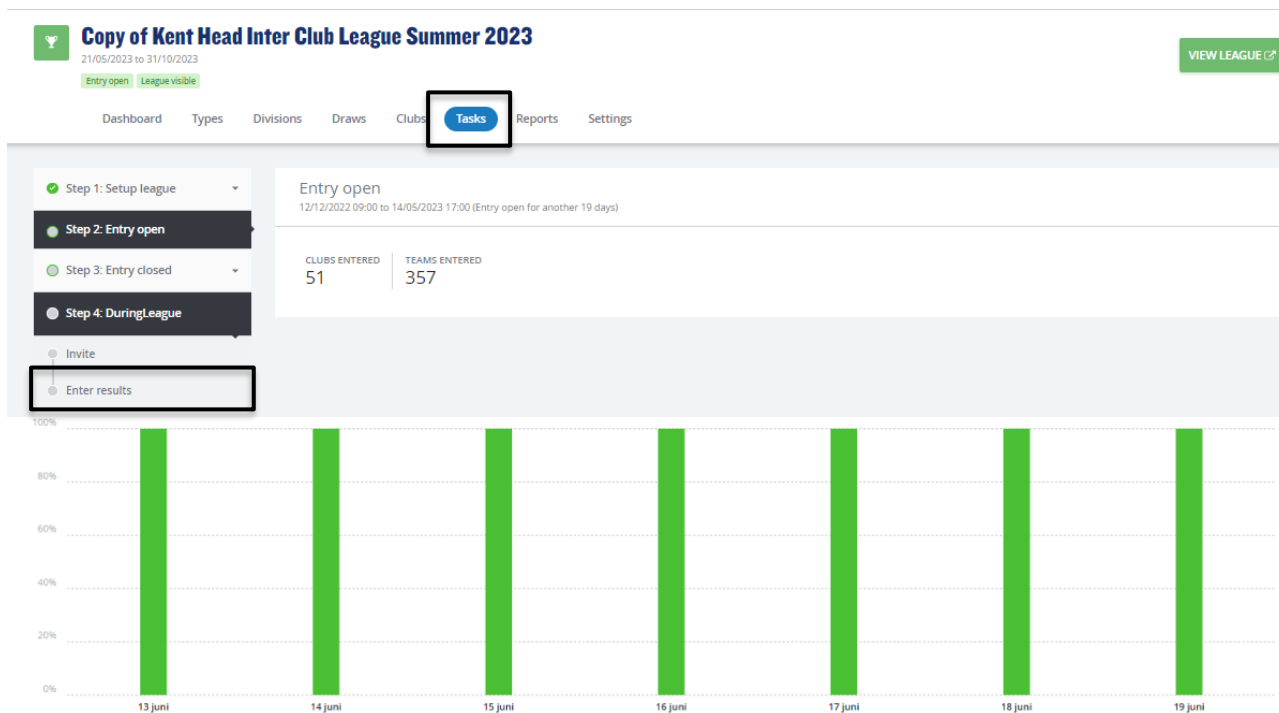 Copy of Kent Head Inter Club League Summer 2023
21/05/2023 to 31/10/2023
Entry open League visible
VIEW LEAGUE
Dashboard Types Divisions Draws Clubs Tasks Reports Settings
Step 1: Setup league
Step 2: Entry open
Step 3: Entry closed
Step 4: DuringLeague
Invite
Enter results
Entry open
12/12/2022 09:00 to 14/05/2023 17:00 (Entry open for another 19 days)
CLUBS ENTERED TEAMS ENTERED
51 357
100%
80%
60%
40%
20%
0%
13 juni 14 juni 15 juni 16 juni 17 juni 18 juni 19 juni